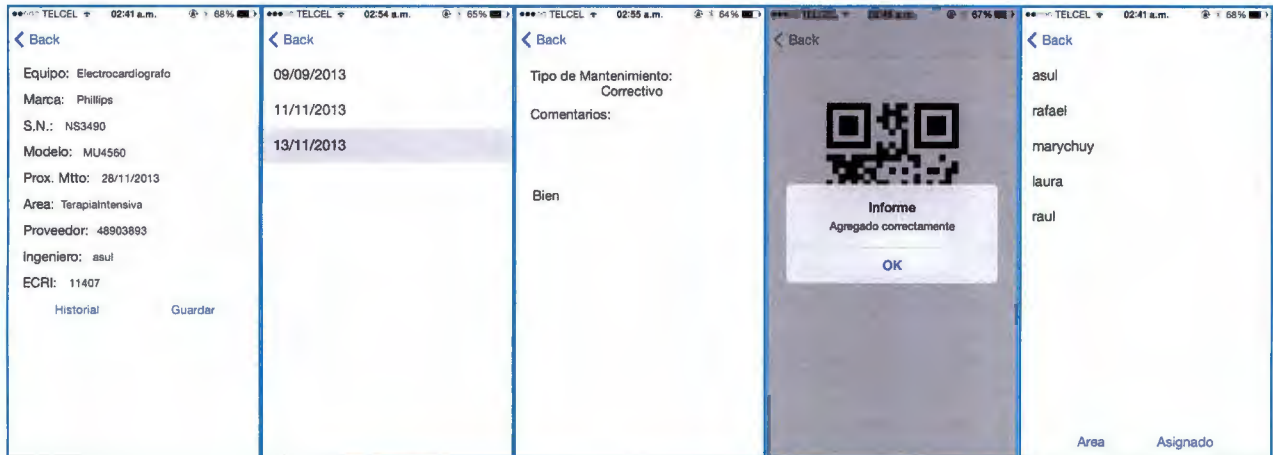 TELCEL 02:41 a.m. 68%
Back
Equipo: Electrocardiografo
Marca: Phillips
S.N.: NS3490
Modelo: MU4560
Prox. Mtto: 28/11/2013
Area: TerapiaIntensiva
Proveedor: 48903893
Ingeniero: asul
ECRI: 11407
Historial Guardar
TELCEL 02:54 a.m. 65%
Back
09/09/2013
11/11/2013
13/11/2013
TELCEL 02:55 a.m. 64%
Back
Tipo de Mantenimiento:
Correctivo
Comentarios:
Bien
TELCEL 67%
Back
Informe
Agregado correctamente
OK
TELCEL 02:41 a.m. 68%
Back
asul
rafael
marychuy
laura
raul
Area Asignado